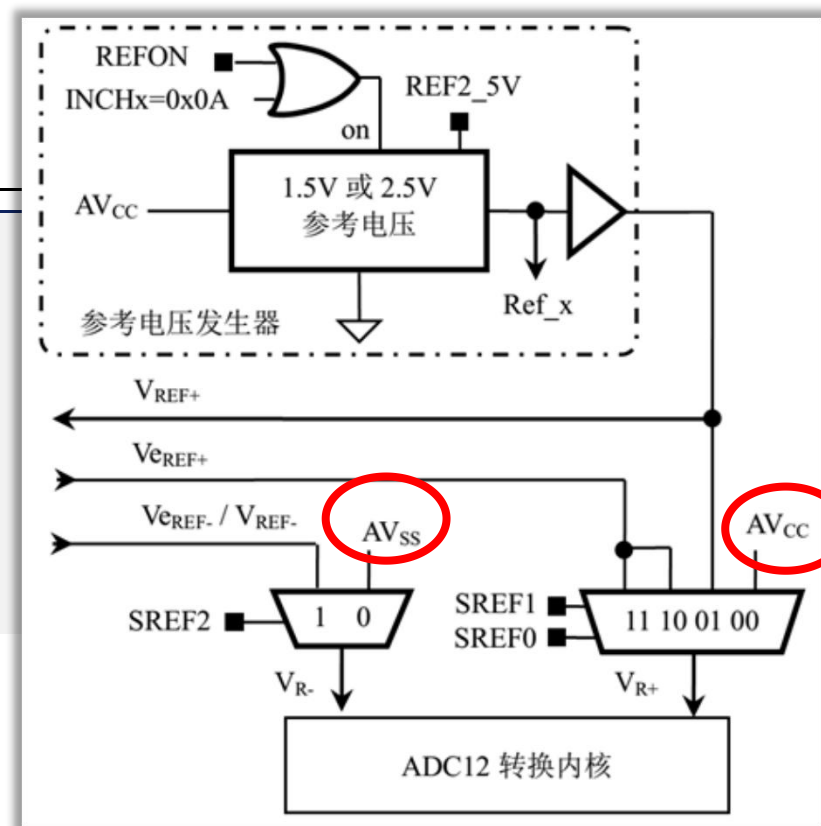 REFON
INCHx=0x0A
REF2_5V
on
AVCC
1.5V 或 2.5V
参考电压
Ref_x
参考电压发生器
VREF+
VeREF+
VeREF- / VREF-
AVSS
AVCC
SREF2
1 0
SREF1
SREF0
11 10 01 00
VR-
VR+
ADC12 转换内核